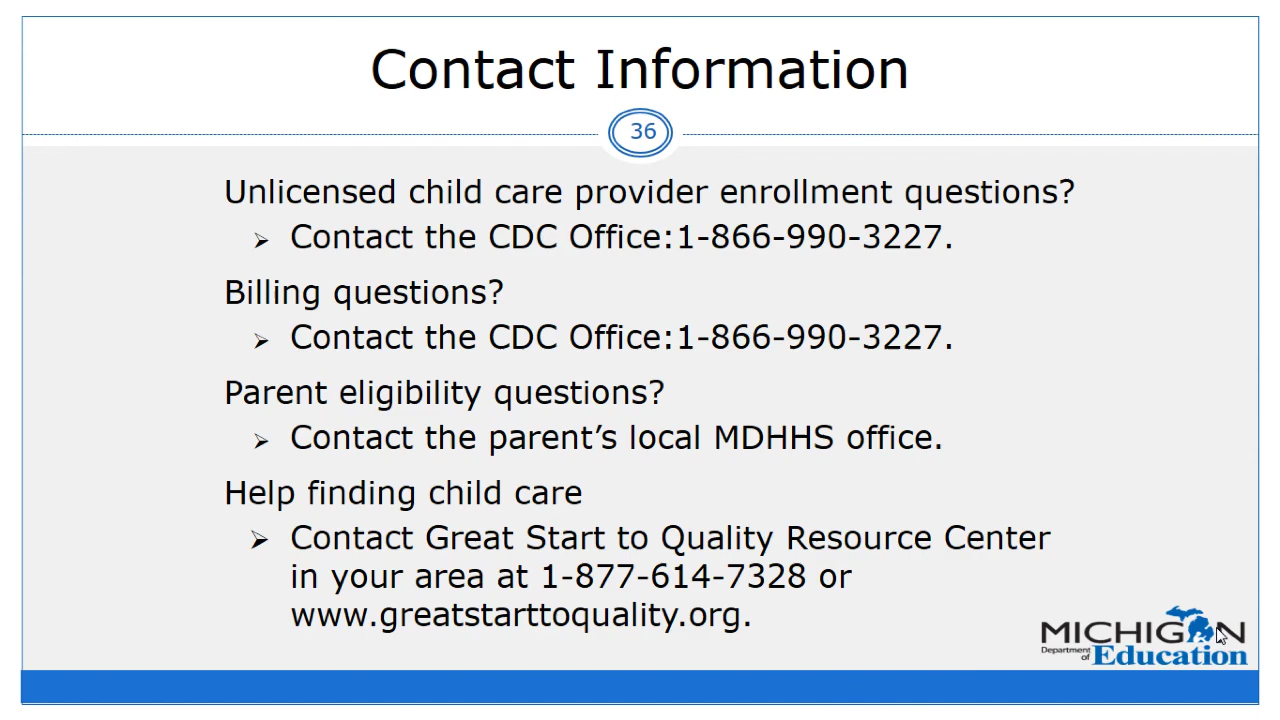 Contact Information
36
Unlicensed child care provider enrollment questions?
➢ Contact the CDC Office:1-866-990-3227.
Billing questions?
➢ Contact the CDC Office:1-866-990-3227.
Parent eligibility questions?
➢ Contact the parent’s local MDHHS office.
Help finding child care
➢ Contact Great Start to Quality Resource Center
in your area at 1-877-614-7328 or
www.greatstarttoquality.org.
MICHIGAN
Department of Education